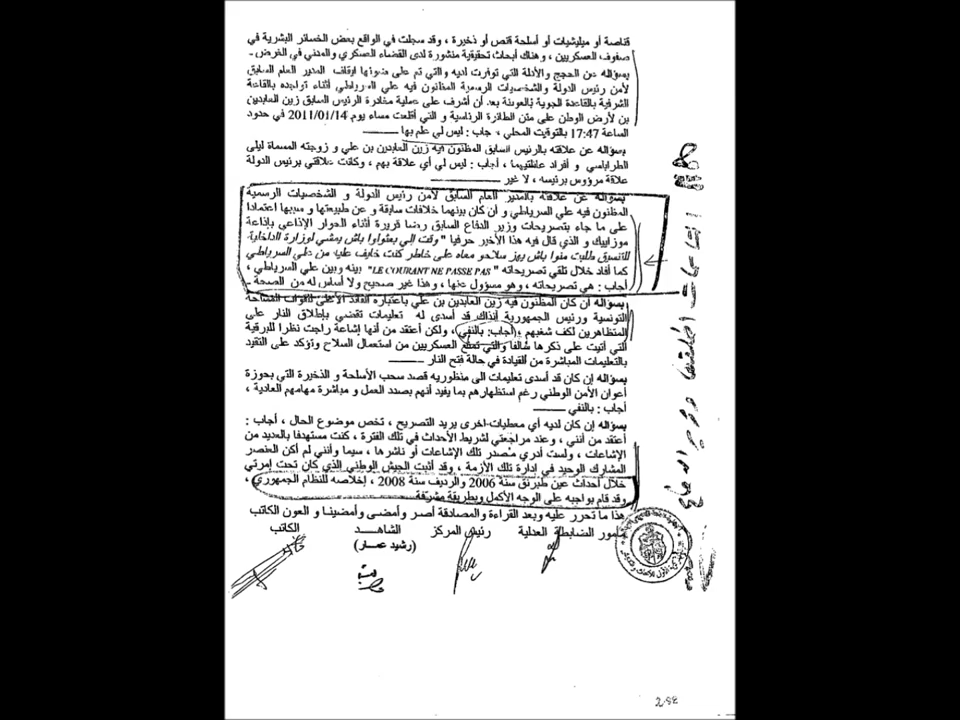 قناصة أو ميليشيات أو أسلحة قنص أو ذخيرة ، وقد سجلت في الواقع بعض الخسائر البشرية في
صفوف العسكريين ، وهناك أبحاث تحقيقية منشورة لدى القضاء العسكري والمدني في الغرض -
بسؤاله عن الحجج والأدلة التي توفرت لديه والتي تم على ضوئها إيقاف المدير العام السابق
لأمن رئيس الدولة والشخصيات الرسمية المظنون فيه علي السرياطي أثناء تواجده بالقاعة
الشرفية بالقاعدة الجوية بالعوينة بعد أن أشرف على عملية مغادرة الرئيس السابق زين العابدين
بن لأرض الوطن على متن الطائرة الرئاسية و التي أقلعت مساء يوم 2011/01/14 في حدود
الساعة 17:47 بالتوقيت المحلي ، جاب : ليس لي علم بها
بسؤاله عن علاقته بالرئيس السابق المظنون فيه زين العابدين بن علي و زوجته المسماة ليلى
الطرابلسي و أفراد عائلتيهما ، أجاب : ليس لي أي علاقة بهم ، وكانت علاقتي برئيس الدولة
علاقة مرؤوس برئيسه ، لا غير
بسؤاله عن علاقته بالمدير العام السابق لأمن رئيس الدولة و الشخصيات الرسمية
المظنون فيه علي السرياطي و أن كان بينهما خلافات سابقة و عن طبيعتها و سببها اعتمادا
على ما جاء بتصريحات وزير الدفاع السابق رضا قريرة أثناء الحوار الإذاعي بإذاعة
موزاييك و الذي قال فيه هذا الأخير حرفيا " وقت إلي بعثولوا باش يمشي لوزارة الداخلية
للتنسيق طلبت منوا باش يهز سلاحو معاه على خاطر كنت خايف عليه من علي السرياطي
كما أفاد خلال تلقي تصريحاته " LE COURANT NE PASSE PAS " بينه وبين علي السرياطي ،
أجاب : هي تصريحاته ، وهو مسؤول عنها ، وهذا غير صحيح ولا أساس له من الصحة -
بسؤاله إن كان المظنون فيه زين العابدين بن علي باعتباره القائد الأعلى للقوات المسلحة
التونسية ورئيس الجمهورية آنذاك قد أسدى له تعليمات تقضي بإطلاق النار على
المتظاهرين لكف شغبهم ، أجاب : بالنفي ، ولكن أعتقد من أنها إشاعة راجت نظرا للبرقية
التي أتيت على ذكرها سالفا والتي تمنع العسكريين من استعمال السلاح وتؤكد على التقيد
بالتعليمات المباشرة من القيادة في حالة فتح النار
بسؤاله إن كان قد أسدى تعليمات الى منظوريه قصد سحب الأسلحة و الذخيرة التي بحوزة
أعوان الأمن الوطني رغم استظهارهم بما يفيد أنهم بصدد العمل و مباشرة مهامهم العادية ،
أجاب : بالنفي
بسؤاله إن كان لديه أي معطيات أخرى يريد التصريح ، تخص موضوع الحال ، أجاب :
أعتقد من أنني ، وعند مراجعتي لشريط الأحداث في تلك الفترة ، كنت مستهدفا بالعديد من
الإشاعات ، ولست أدري مصدر تلك الإشاعات أو ناشرها ، سيما وأنني لم أكن العنصر
المشارك الوحيد في إدارة تلك الأزمة ، وقد أثبت الجيش الوطني الذي كان تحت إمرتي
خلال أحداث عين طبرنق سنة 2006 والرديف سنة 2008 ، إخلاصه للنظام الجمهوري ،
وقد قام بواجبه على الوجه الأكمل وبطريقة مشرفة
هذا ما تحرر عليه وبعد القراءة والمصادقة أصر وأمضى وأمضينا و العون الكاتب
مأمور الضابطة العدلية رئيس المركز الشاهد الكاتب
(رشيد عمار)